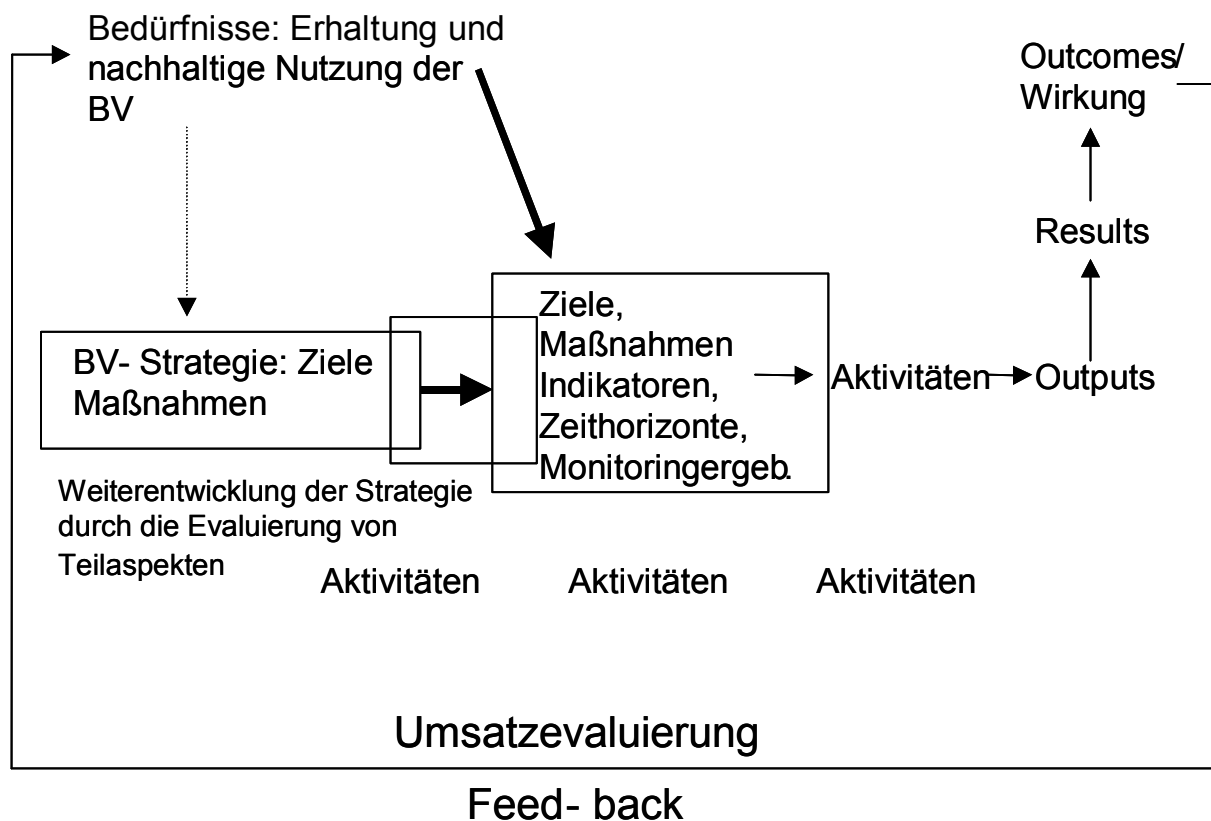 Bedürfnisse: Erhaltung und
nachhaltige Nutzung der
BV
Outcomes/
Wirkung
Results
BV- Strategie: Ziele
Maßnahmen
Ziele,
Maßnahmen
Indikatoren,
Zeithorizonte,
Monitoringergeb.
Aktivitäten
Outputs
Weiterentwicklung der Strategie
durch die Evaluierung von
Teilaspekten
Aktivitäten
Aktivitäten
Aktivitäten
Umsatzevaluierung
Feed- back